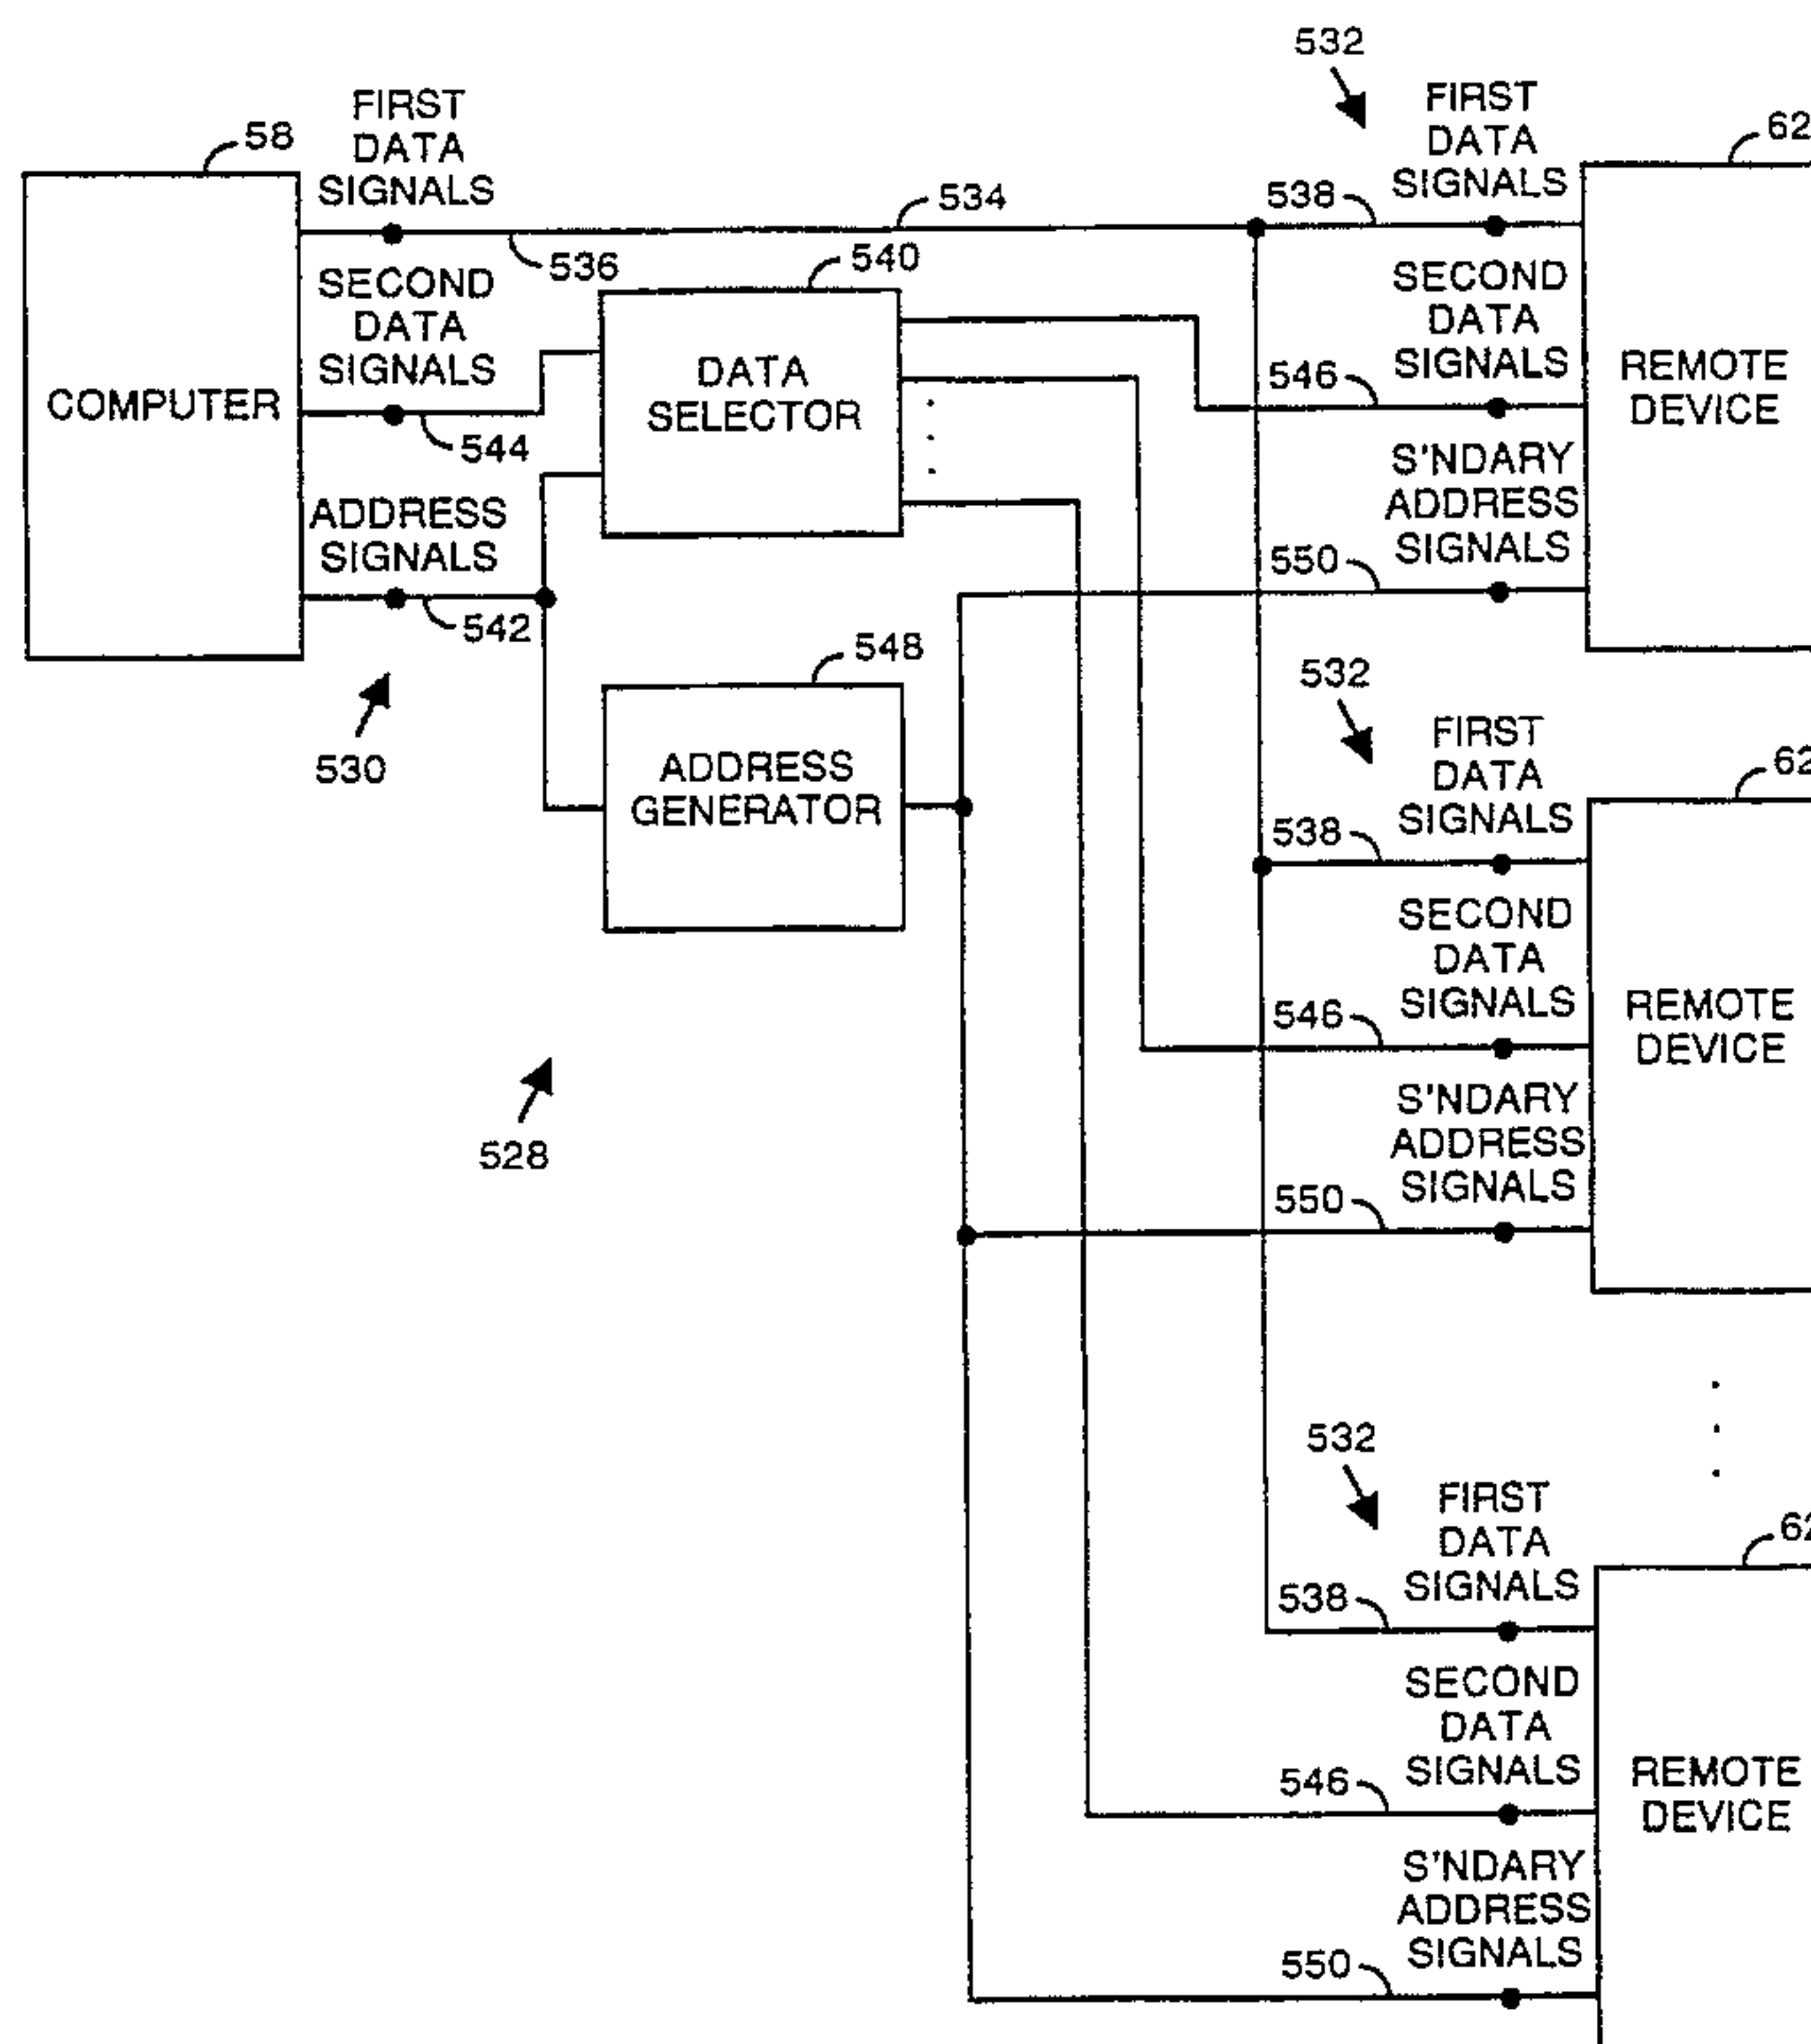 532
58
FIRST
DATA
SIGNALS
FIRST
DATA
SIGNALS
62
534
538
536
540
SECOND
DATA
SIGNALS
SECOND
DATA
SIGNALS
COMPUTER
DATA
SELECTOR
546
REMOTE
DEVICE
544
ADDRESS
SIGNALS
S'NDARY
ADDRESS
SIGNALS
550
542
548
530
ADDRESS
GENERATOR
532
FIRST
DATA
SIGNALS
62
538
SECOND
DATA
SIGNALS
546
REMOTE
DEVICE
528
S'NDARY
ADDRESS
SIGNALS
550
532
FIRST
DATA
SIGNALS
62
538
SECOND
DATA
SIGNALS
546
REMOTE
DEVICE
S'NDARY
ADDRESS
SIGNALS
550